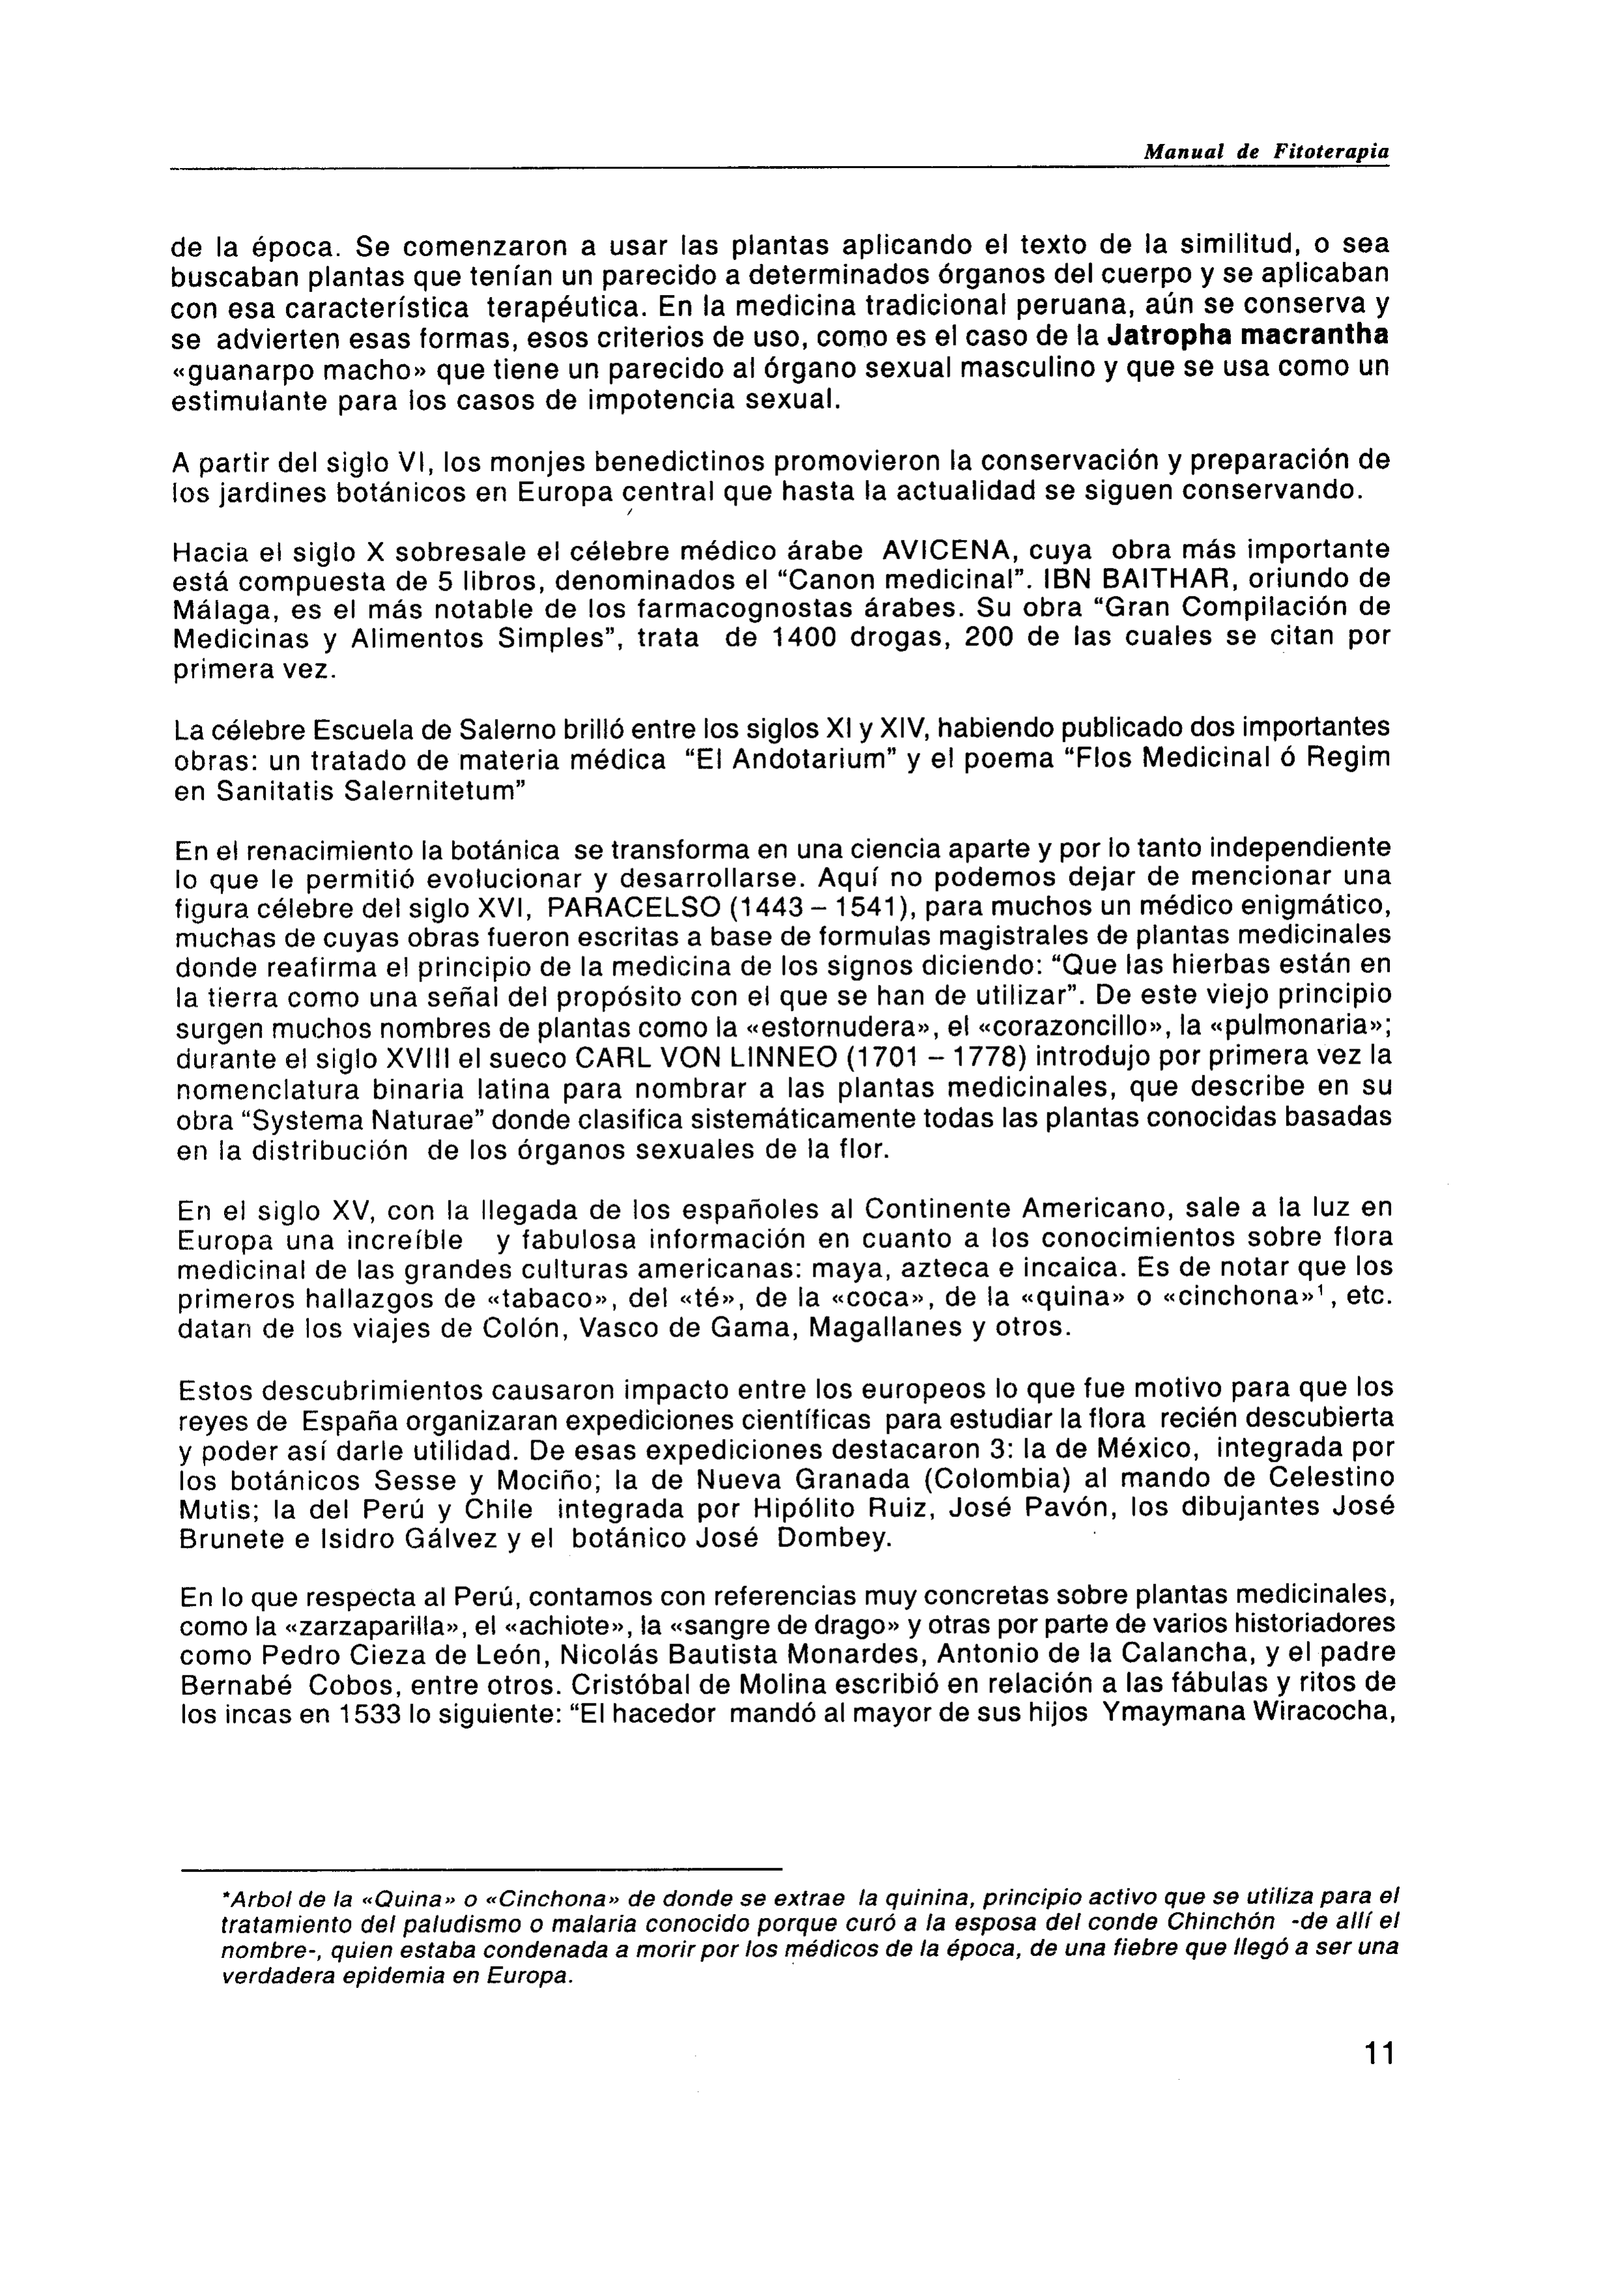 Manual de Fitoterapia
de la época. Se comenzaron a usar las plantas aplicando el texto de la similitud, o sea
buscaban plantas que tenían un parecido a determinados órganos del cuerpo y se aplicaban
con esa característica terapéutica. En la medicina tradicional peruana, aún se conserva y
se advierten esas formas, esos criterios de uso, como es el caso de la Jatropha macrantha
«guanarpo macho» que tiene un parecido al órgano sexual masculino y que se usa como un
estimulante para los casos de impotencia sexual.
A partir del siglo VI, los monjes benedictinos promovieron la conservación y preparación de
los jardines botánicos en Europa central que hasta la actualidad se siguen conservando.
Hacia el siglo X sobresale el célebre médico árabe AVICENA, cuya obra más importante
está compuesta de 5 libros, denominados el “Canon medicinal”. IBN BAITHAR, oriundo de
Málaga, es el más notable de los farmacognostas árabes. Su obra “Gran Compilación de
Medicinas y Alimentos Simples”, trata de 1400 drogas, 200 de las cuales se citan por
primera vez.
La célebre Escuela de Salerno brilló entre los siglos XI y XIV, habiendo publicado dos importantes
obras: un tratado de materia médica “El Andotarium” y el poema “Flos Medicinal ó Regim
en Sanitatis Salernitetum”
En el renacimiento la botánica se transforma en una ciencia aparte y por lo tanto independiente
lo que le permitió evolucionar y desarrollarse. Aquí no podemos dejar de mencionar una
figura célebre del siglo XVI, PARACELSO (1443 – 1541), para muchos un médico enigmático,
muchas de cuyas obras fueron escritas a base de formulas magistrales de plantas medicinales
donde reafirma el principio de la medicina de los signos diciendo: “Que las hierbas están en
la tierra como una señal del propósito con el que se han de utilizar”. De este viejo principio
surgen muchos nombres de plantas como la «estornudera», el «corazoncillo», la «pulmonaria»;
durante el siglo XVIII el sueco CARL VON LINNEO (1701 – 1778) introdujo por primera vez la
nomenclatura binaria latina para nombrar a las plantas medicinales, que describe en su
obra “Systema Naturae” donde clasifica sistemáticamente todas las plantas conocidas basadas
en la distribución de los órganos sexuales de la flor.
En el siglo XV, con la llegada de los españoles al Continente Americano, sale a la luz en
Europa una increíble y fabulosa información en cuanto a los conocimientos sobre flora
medicinal de las grandes culturas americanas: maya, azteca e incaica. Es de notar que los
primeros hallazgos de «tabaco», del «té», de la «coca», de la «quina» o «cinchona»¹, etc.
datan de los viajes de Colón, Vasco de Gama, Magallanes y otros.
Estos descubrimientos causaron impacto entre los europeos lo que fue motivo para que los
reyes de España organizaran expediciones científicas para estudiar la flora recién descubierta
y poder así darle utilidad. De esas expediciones destacaron 3: la de México, integrada por
los botánicos Sesse y Mociño; la de Nueva Granada (Colombia) al mando de Celestino
Mutis; la del Perú y Chile integrada por Hipólito Ruiz, José Pavón, los dibujantes José
Brunete e Isidro Gálvez y el botánico José Dombey.
En lo que respecta al Perú, contamos con referencias muy concretas sobre plantas medicinales,
como la «zarzaparilla», el «achiote», la «sangre de drago» y otras por parte de varios historiadores
como Pedro Cieza de León, Nicolás Bautista Monardes, Antonio de la Calancha, y el padre
Bernabé Cobos, entre otros. Cristóbal de Molina escribió en relación a las fábulas y ritos de
los incas en 1533 lo siguiente: “El hacedor mandó al mayor de sus hijos Ymaymana Wiracocha,
*Arbol de la «Quina» o «Cinchona» de donde se extrae la quinina, principio activo que se utiliza para el
tratamiento del paludismo o malaria conocido porque curó a la esposa del conde Chinchón -de allí el
nombre-, quien estaba condenada a morir por los médicos de la época, de una fiebre que llegó a ser una
verdadera epidemia en Europa.
11